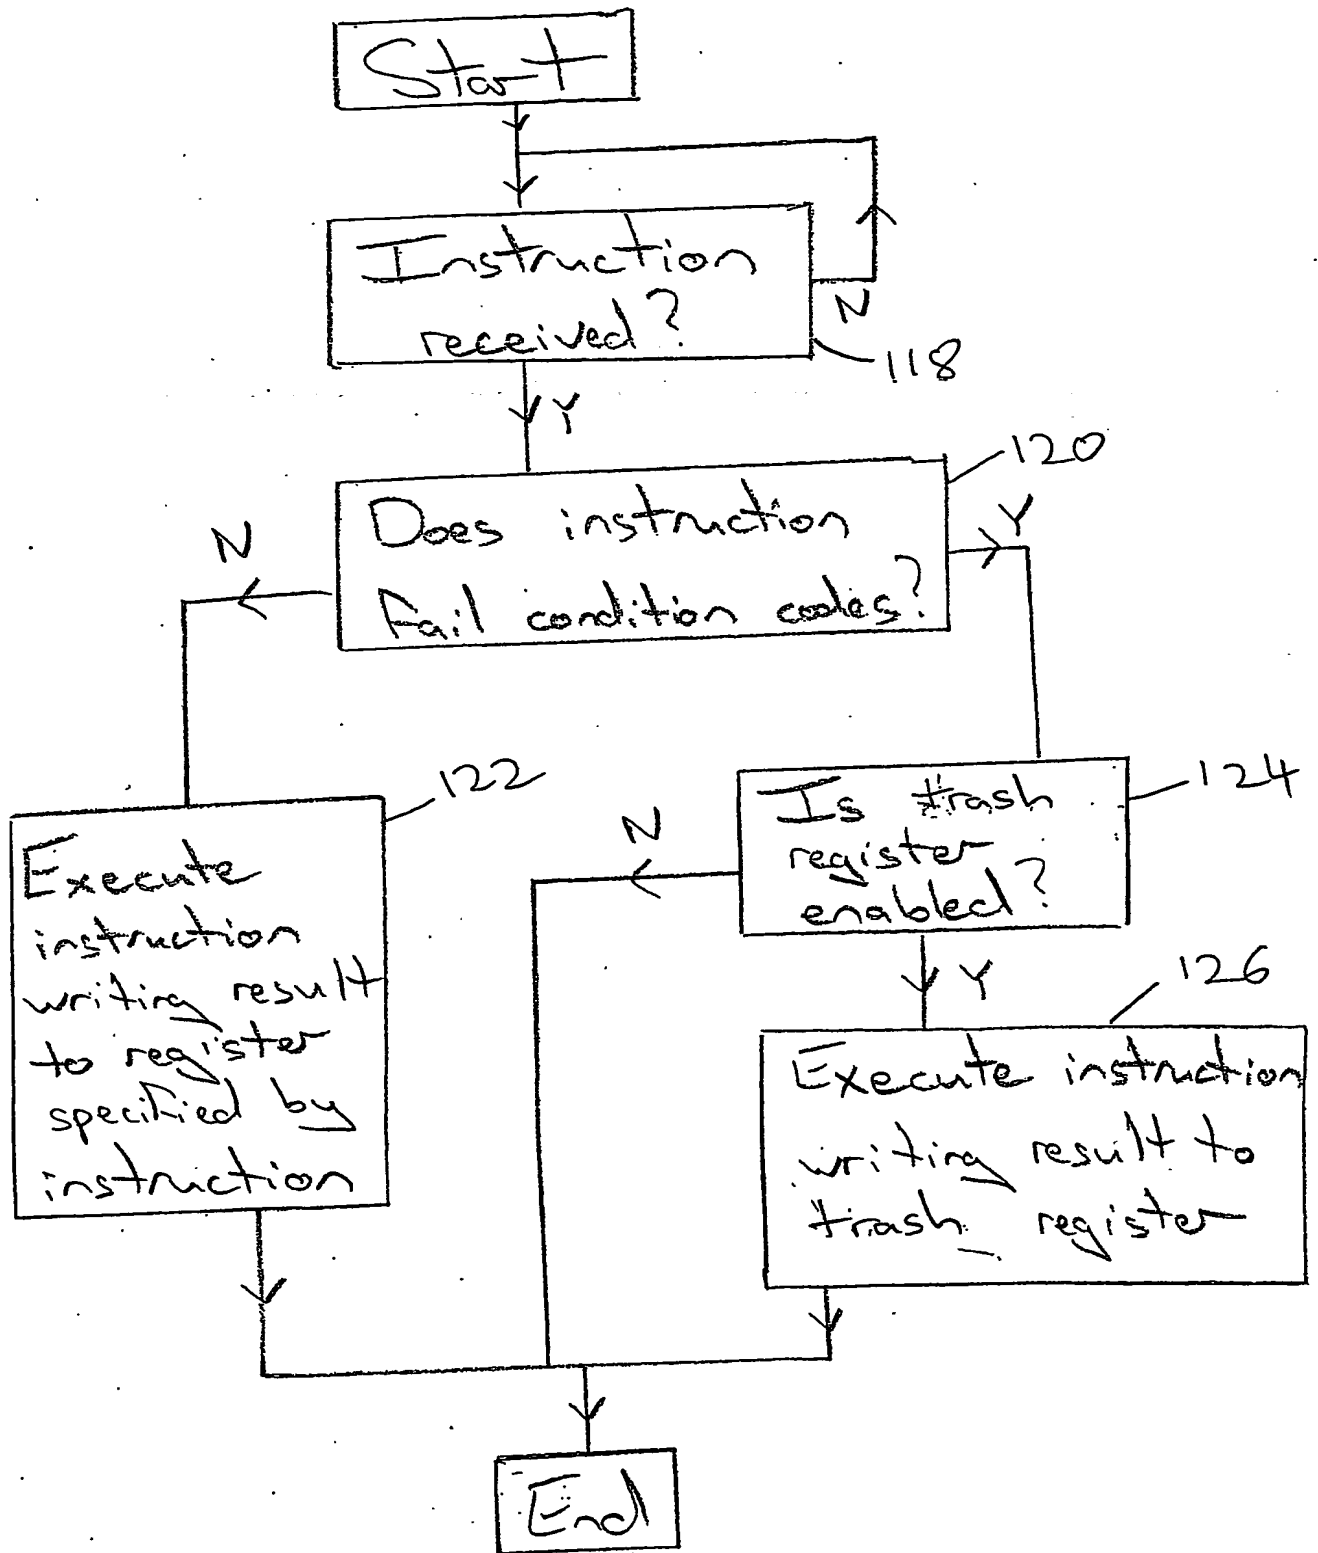 Start
Instruction
received?
N
118
Y
120
Does instruction
fail condition codes?
N
Y
122
Execute
instruction
writing result
to register
specified by
instruction
124
Is trash
register
enabled?
N
Y
126
Execute instruction
writing result to
trash register
End